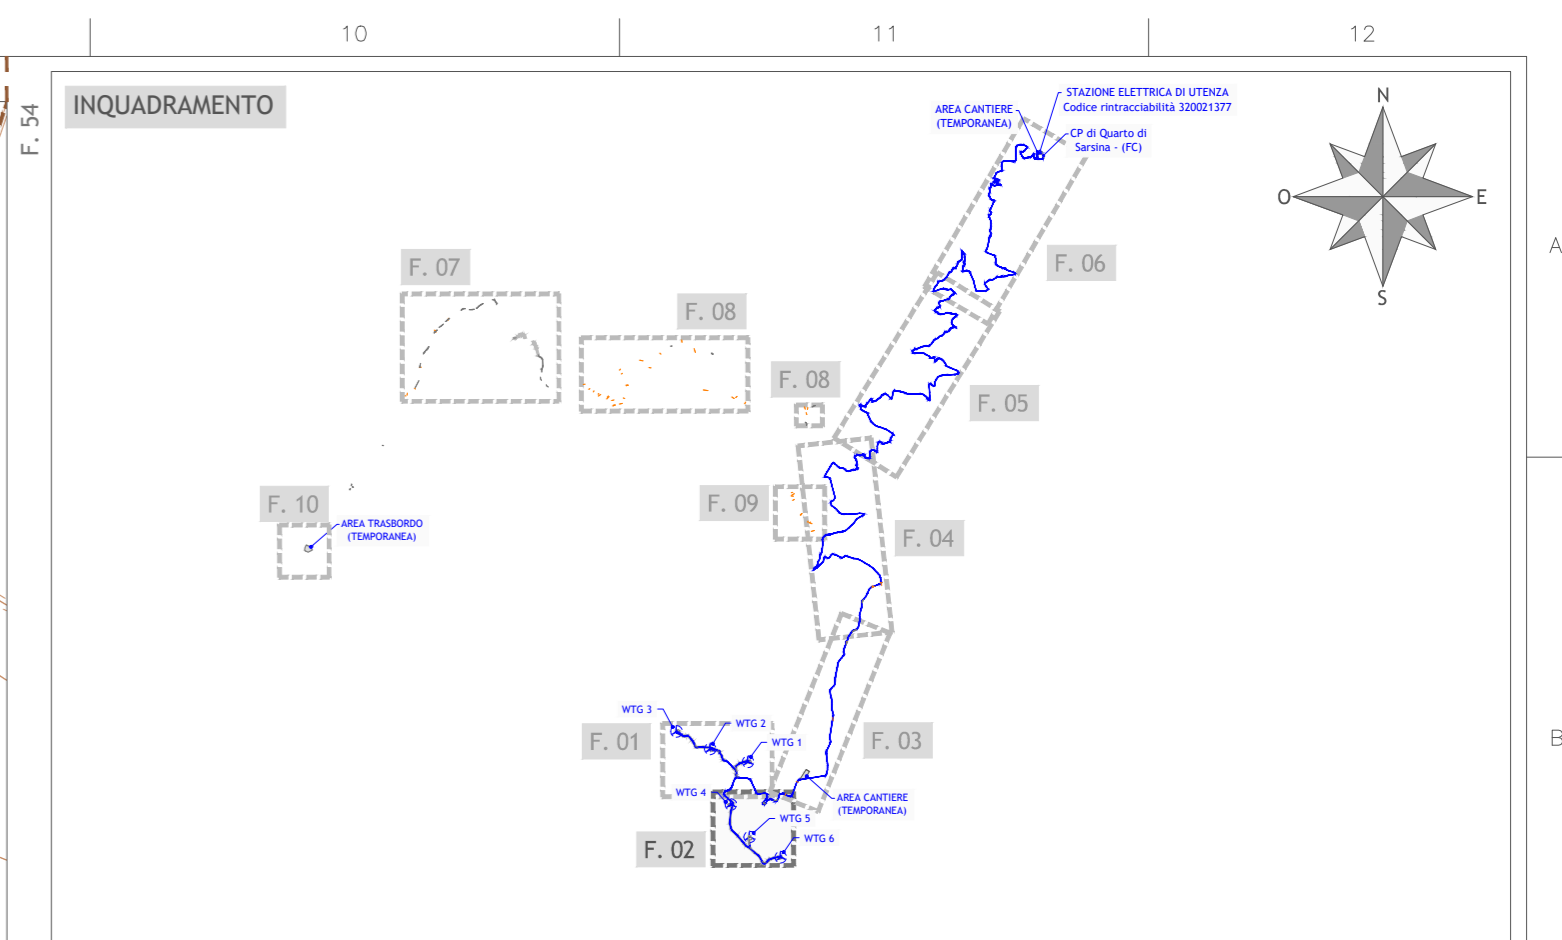 10
11
12
F. 54
INQUADRAMENTO
STAZIONE ELETTRICA DI UTENZA
Codice rintracciabilità 320021377
AREA CANTIERE
(TEMPORANEA)
CP di Quarto di
Sarsina - (FC)
N
O
E
S
A
F. 07
F. 06
F. 08
F. 08
F. 05
F. 10
AREA TRASBORDO
(TEMPORANEA)
F. 09
F. 04
WTG 3
WTG 2
F. 01
WTG 1
F. 03
B
WTG 4
AREA CANTIERE
(TEMPORANEA)
WTG 5
WTG 6
F. 02